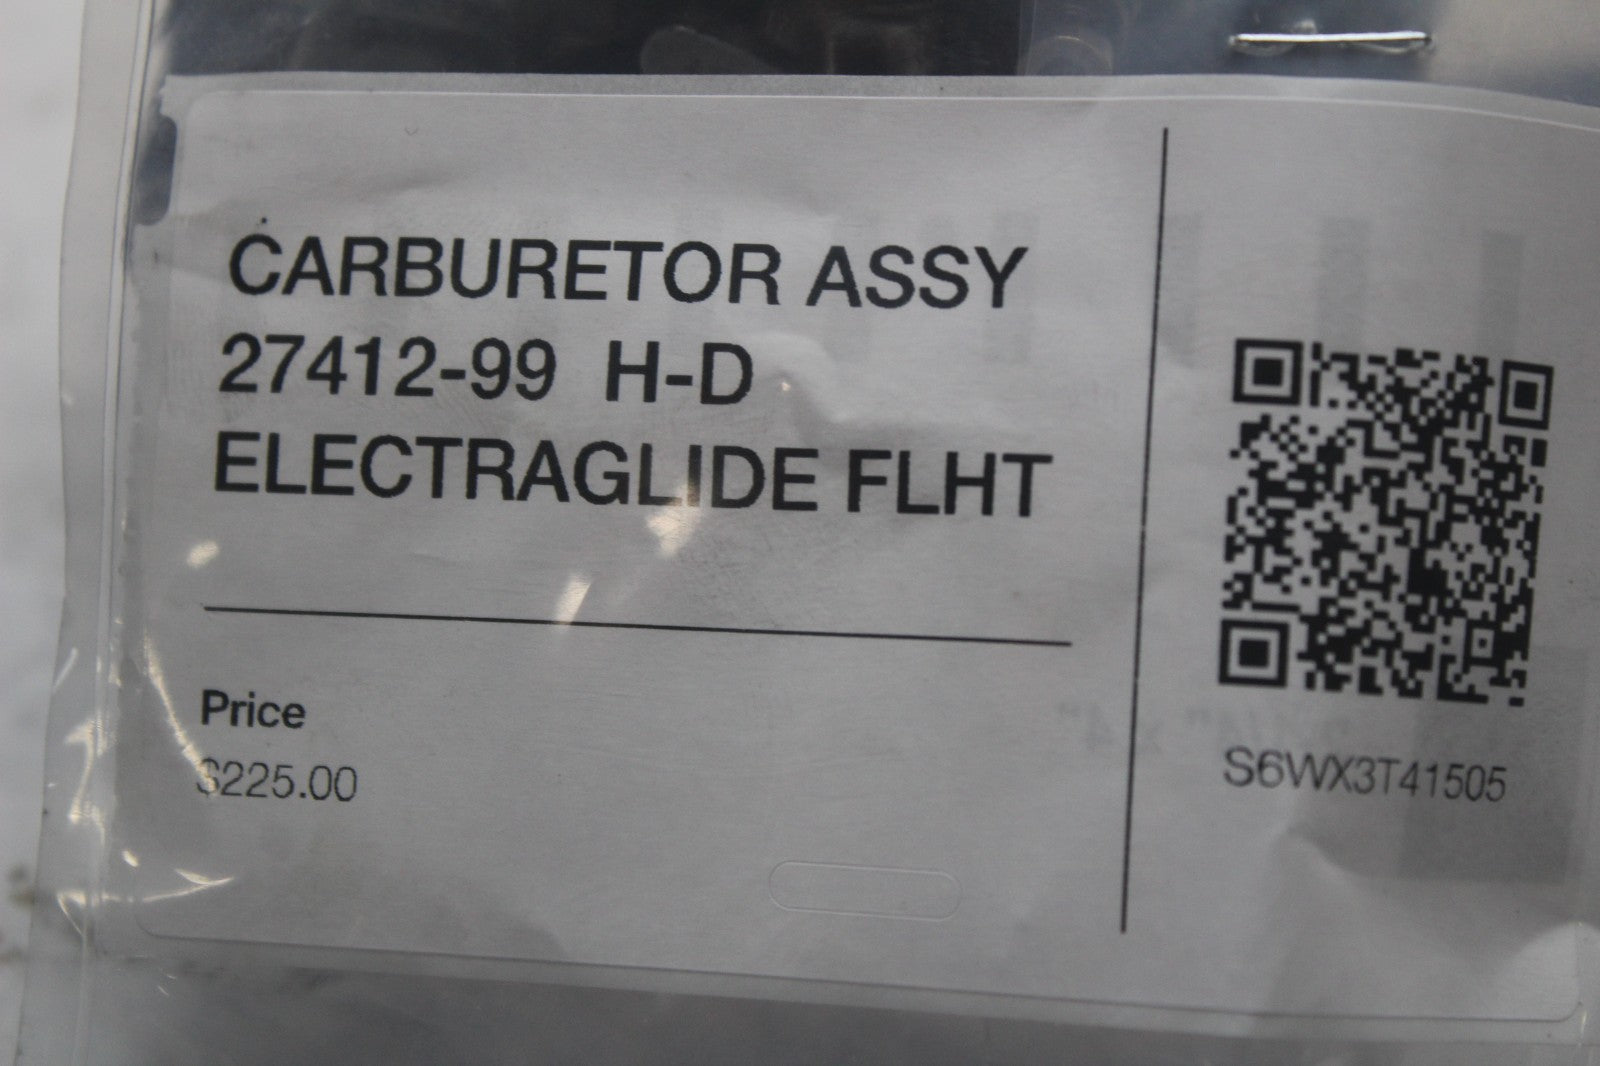 CARBURETOR ASSY
27412-99 H-D
ELECTRAGLIDE FLHT
Price
$225.00
S6WX3T41505